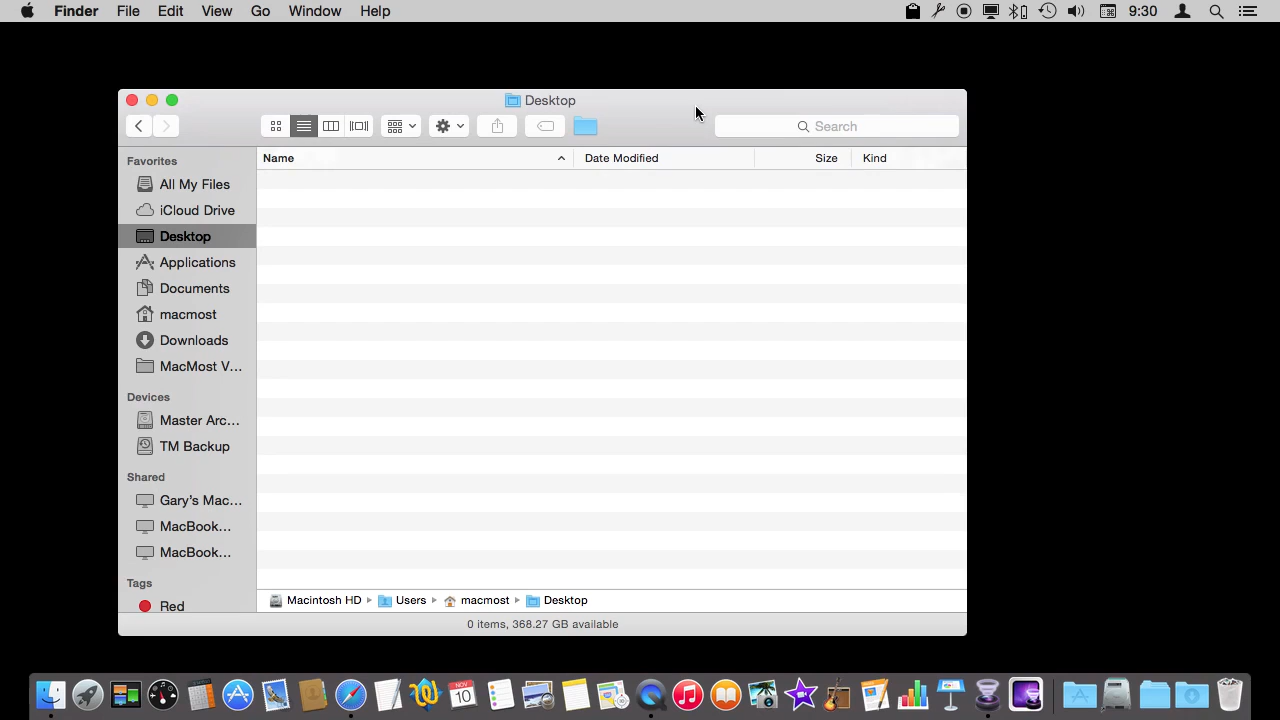 Finder File Edit View Go Window Help 9:30
Desktop
Search
Name Date Modified Size Kind
Favorites
All My Files
iCloud Drive
Desktop
Applications
Documents
macmost
Downloads
MacMost V...
Devices
Master Arc...
TM Backup
Shared
Gary's Mac...
MacBook...
MacBook...
Tags
Red
Macintosh HD Users macmost Desktop
0 items, 368.27 GB available
NOV
10